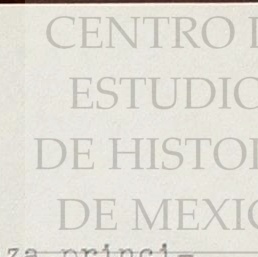 CENTRO
ESTUDIO
DE HISTO
DE MEXIC
za princi-